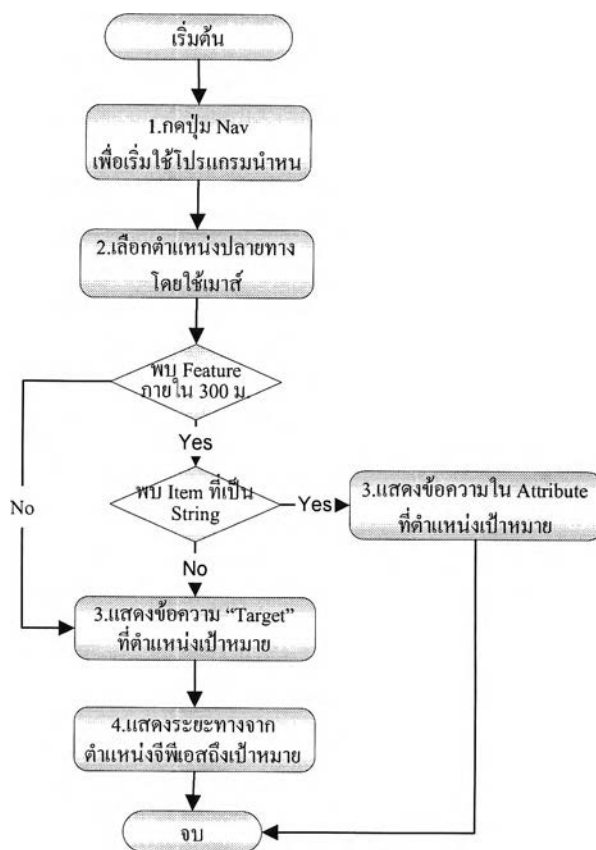 เริ่มต้น
1.กดปุ่ม Nav
เพื่อเริ่มใช้โปรแกรมนำหน
2.เลือกตำแหน่งปลายทาง
โดยใช้เมาส์
พบ Feature
ภายใน 300 ม.
Yes
No
พบ Item ที่เป็น
String
Yes
3.แสดงข้อความใน Attribute
ที่ตำแหน่งเป้าหมาย
No
3.แสดงข้อความ “Target”
ที่ตำแหน่งเป้าหมาย
4.แสดงระยะทางจาก
ตำแหน่งจีพีเอสถึงเป้าหมาย
จบ